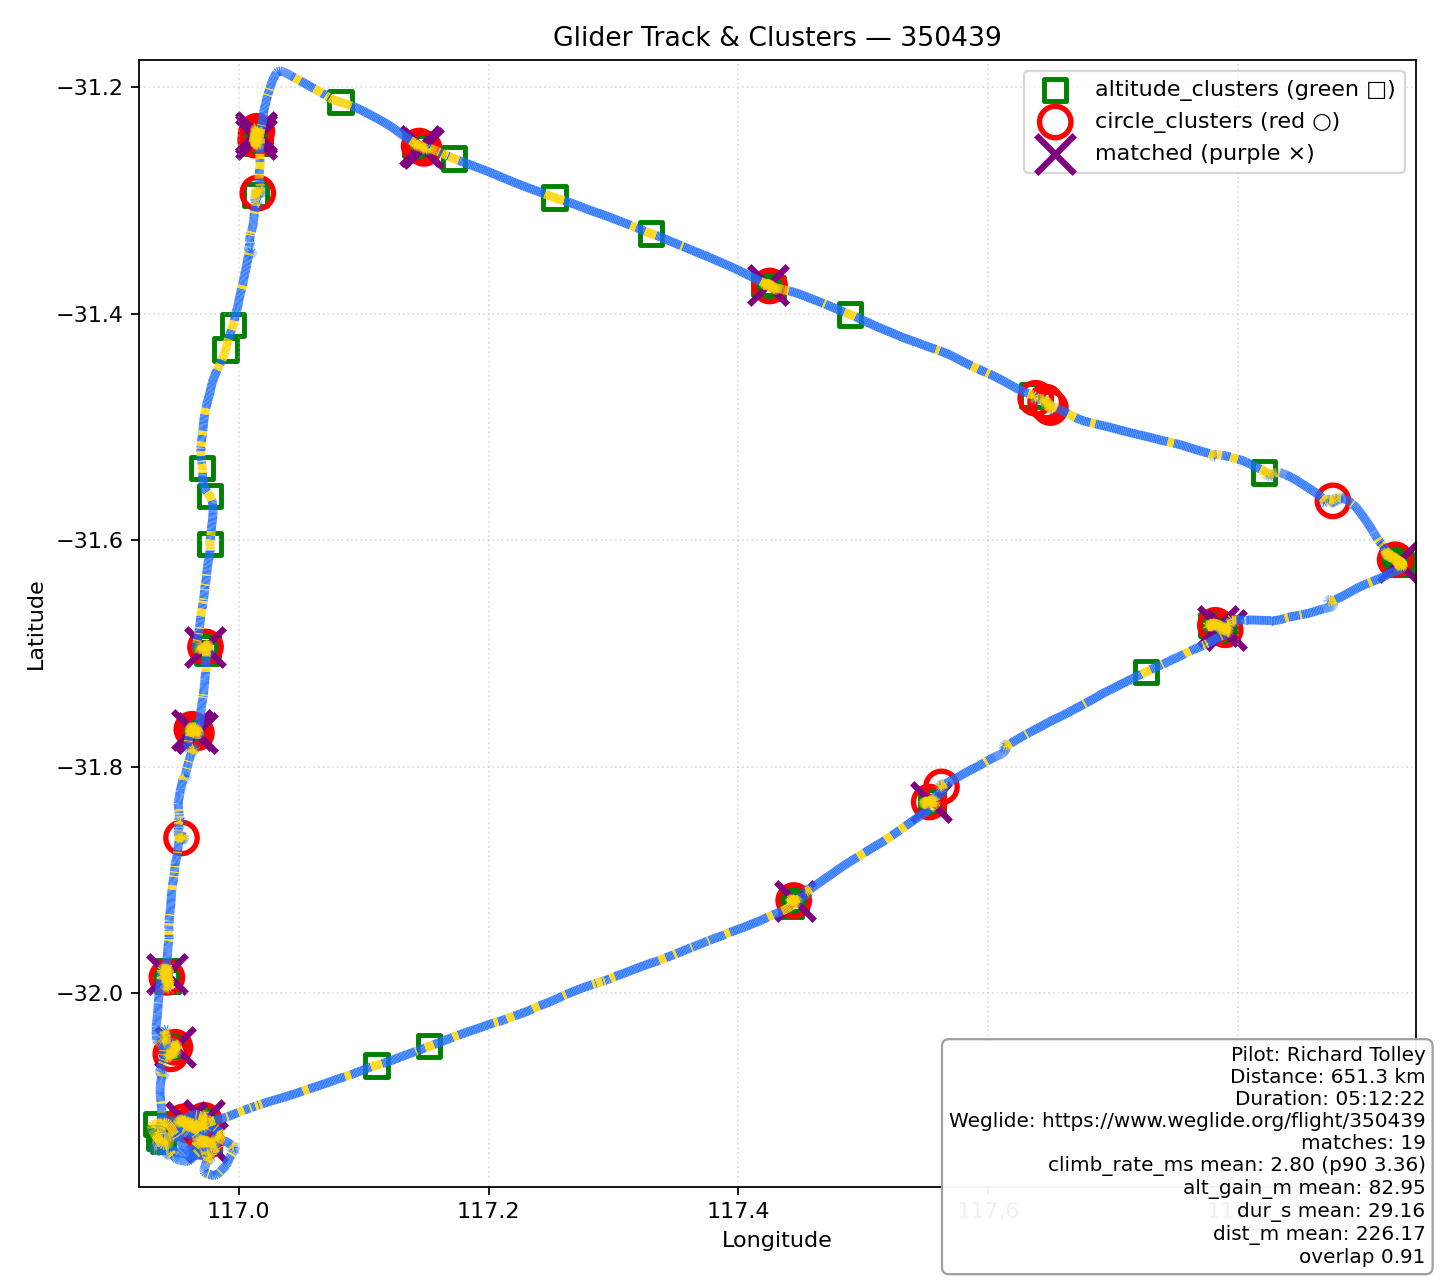 Glider Track & Clusters — 350439
altitude_clusters (green □)
circle_clusters (red ○)
matched (purple ×)
−31.2
−31.4
−31.6
−31.8
−32.0
Latitude
117.0
117.2
117.4
117.6
Longitude
Pilot: Richard Tolley
Distance: 651.3 km
Duration: 05:12:22
Weglide: https://www.weglide.org/flight/350439
matches: 19
climb_rate_ms mean: 2.80 (p90 3.36)
alt_gain_m mean: 82.95
dur_s mean: 29.16
dist_m mean: 226.17
overlap 0.91